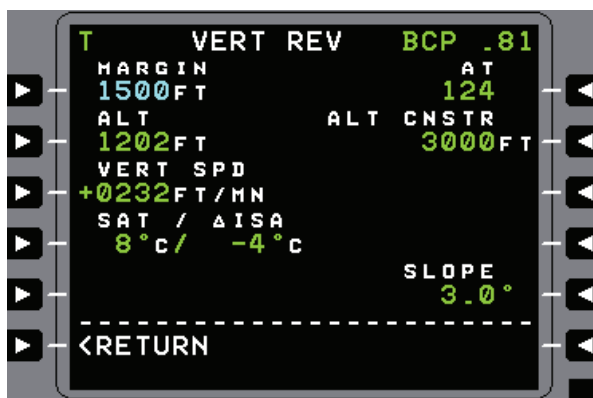 T VERT REV BCP .81
MARGIN AT
1500FT 124
ALT ALT CNSTR
1202FT 3000FT
VERT SPD
+0232FT/MN
SAT / ΔISA
8°C/ -4°C
SLOPE
3.0°
<RETURN